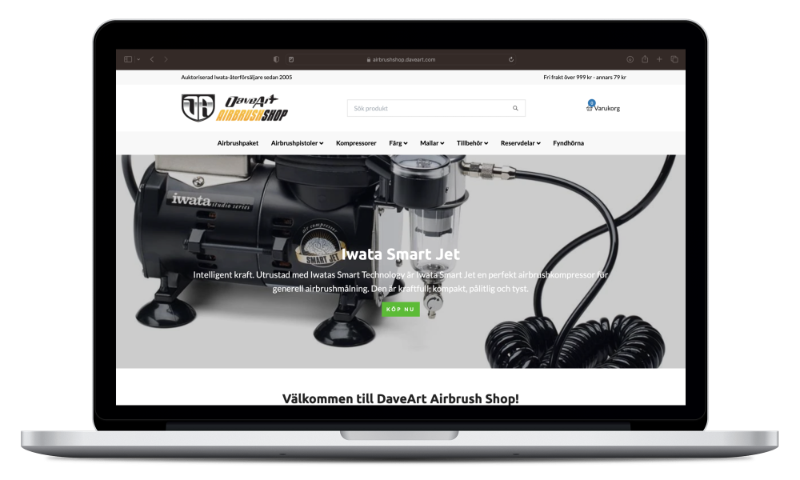 airbrushshop.daveart.com
Auktoriserad Iwata-återförsäljare sedan 2005
Fri frakt över 999 kr - annars 79 kr
DaveArt
AIRBRUSHSHOP
Sök produkt
0
Varukorg
Airbrushpaket Airbrushpistoler Kompressorer Färg Mallar Tillbehör Reservdelar Fyndhörna
iwata
studio series
air compressor
SMART JET
Iwata Smart Jet
Intelligent kraft. Utrustad med Iwatas Smart Technology är Iwata Smart Jet en perfekt airbrushkompressor för
generell airbrushmålning. Den är kraftfull, kompakt, pålitlig och tyst.
KÖP NU
Välkommen till DaveArt Airbrush Shop!